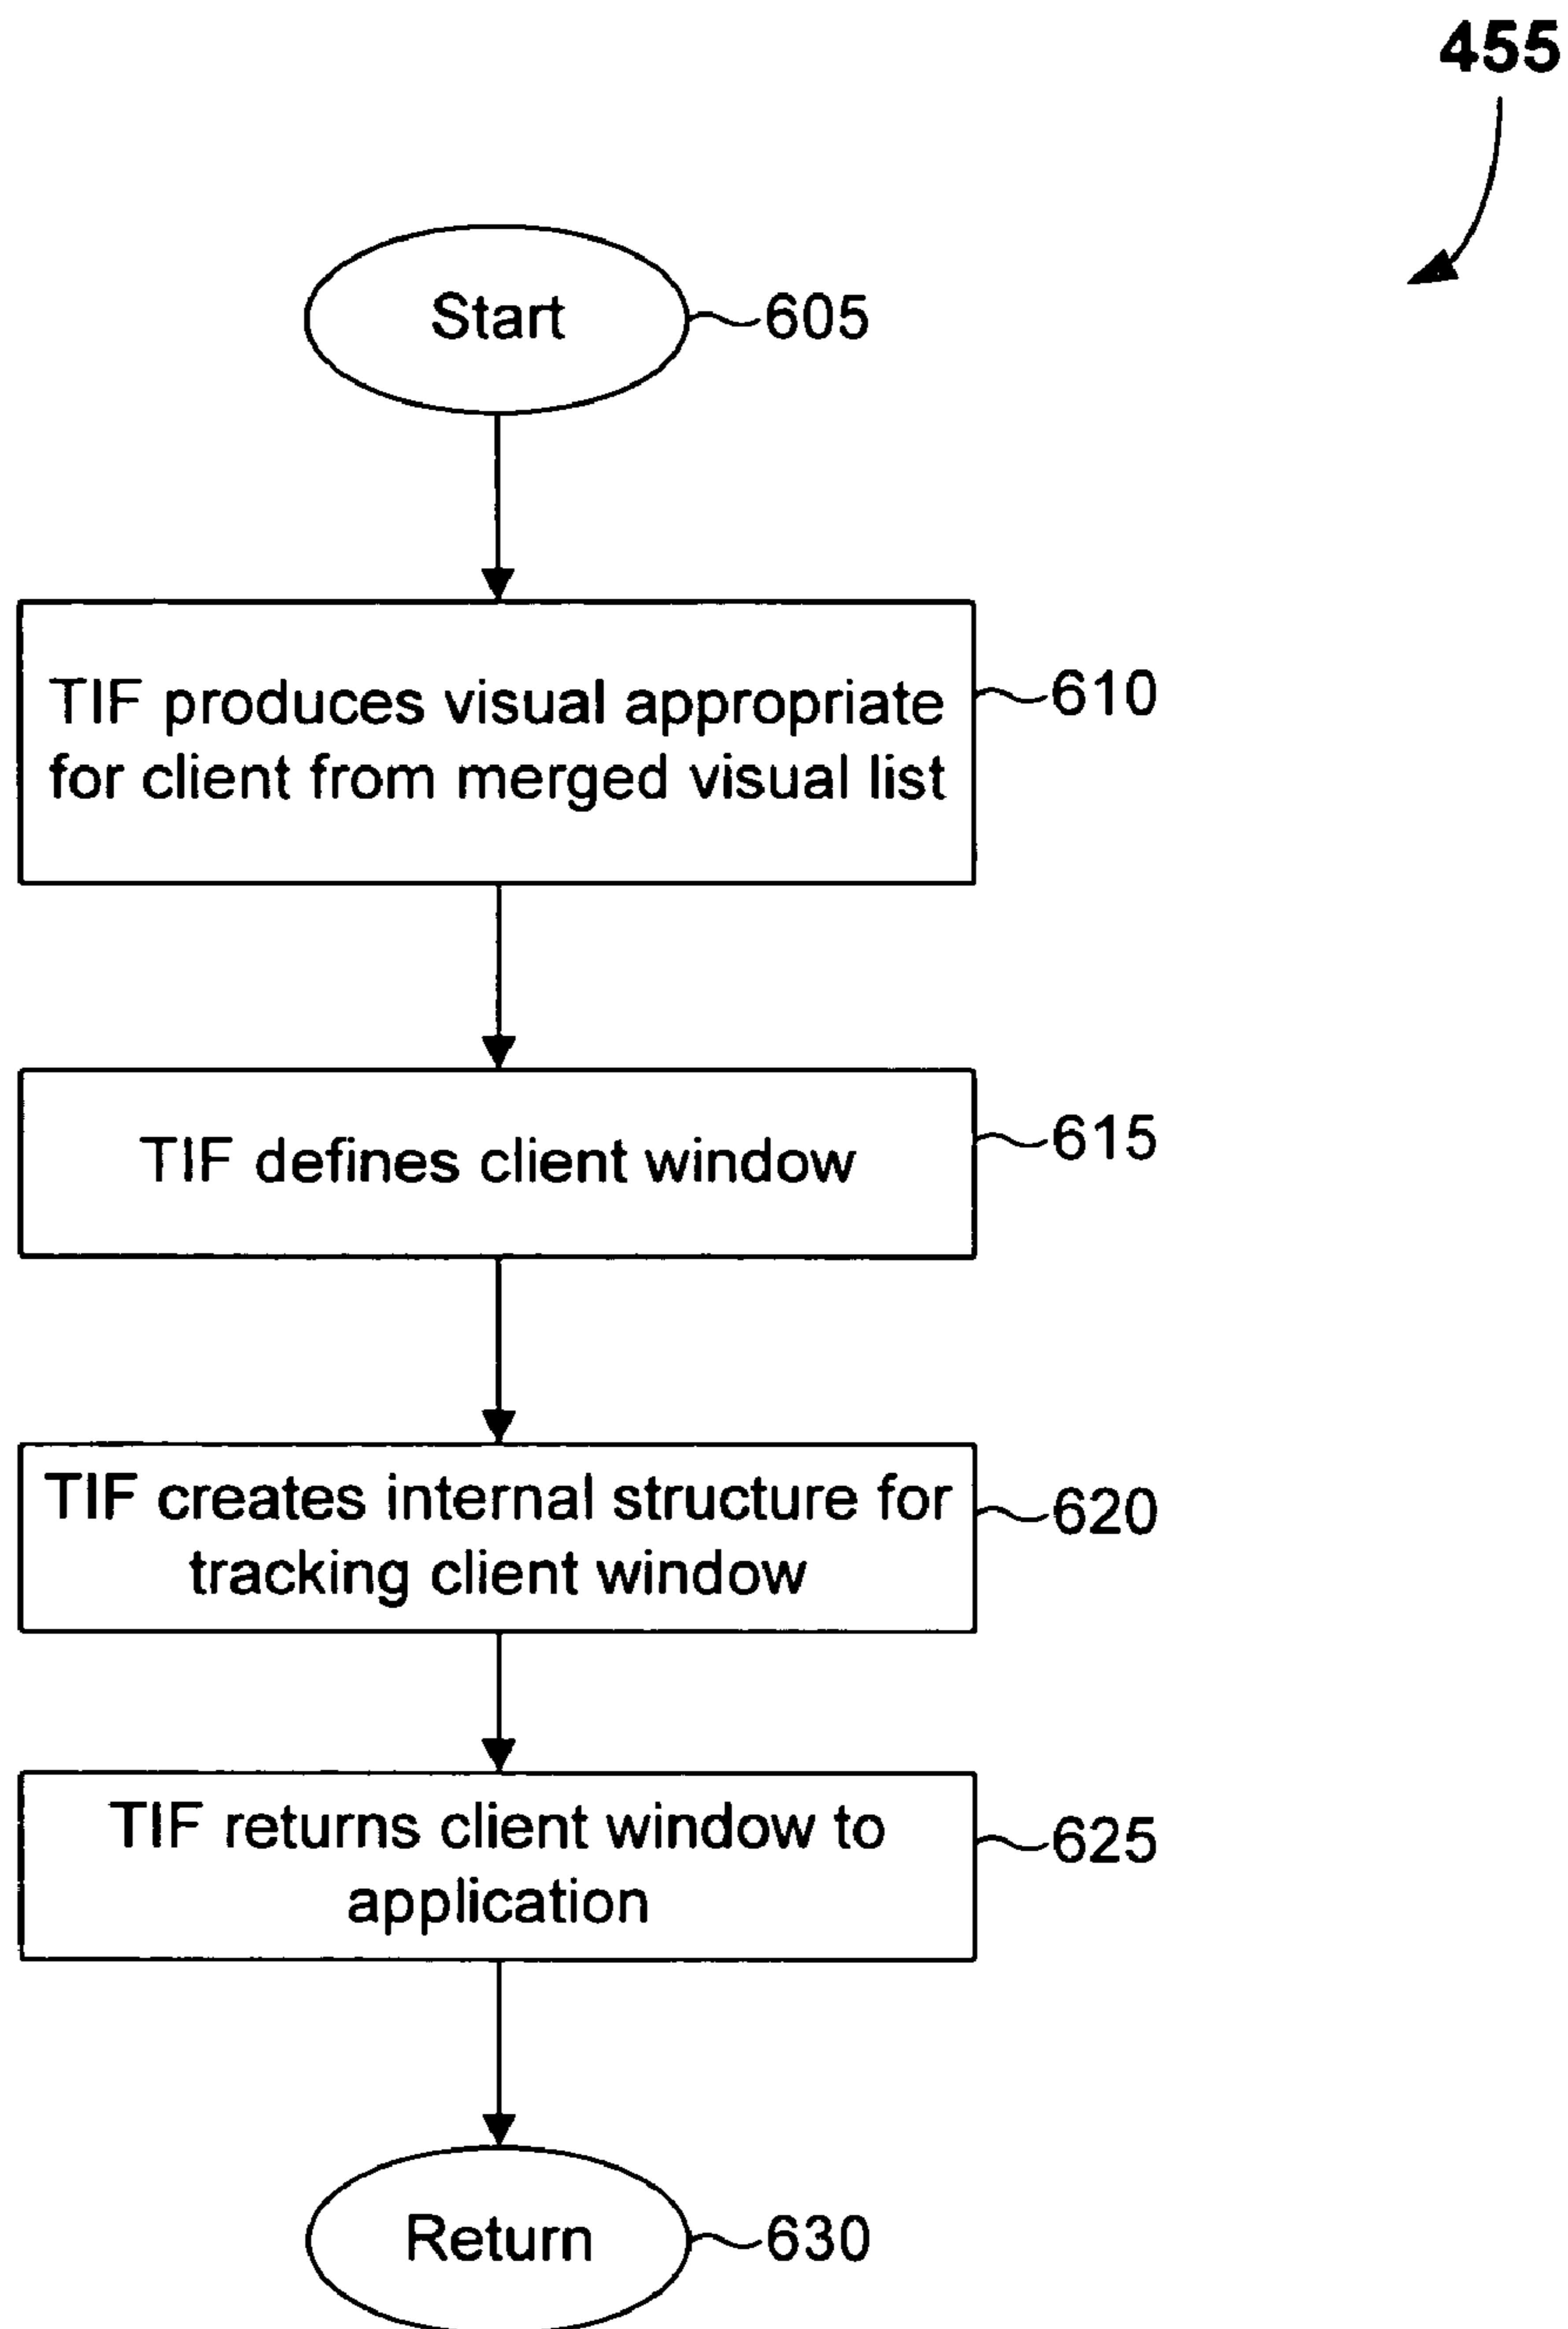 455
Start
605
TIF produces visual appropriate
for client from merged visual list
610
TIF defines client window
615
TIF creates internal structure for
tracking client window
620
TIF returns client window to
application
625
Return
630